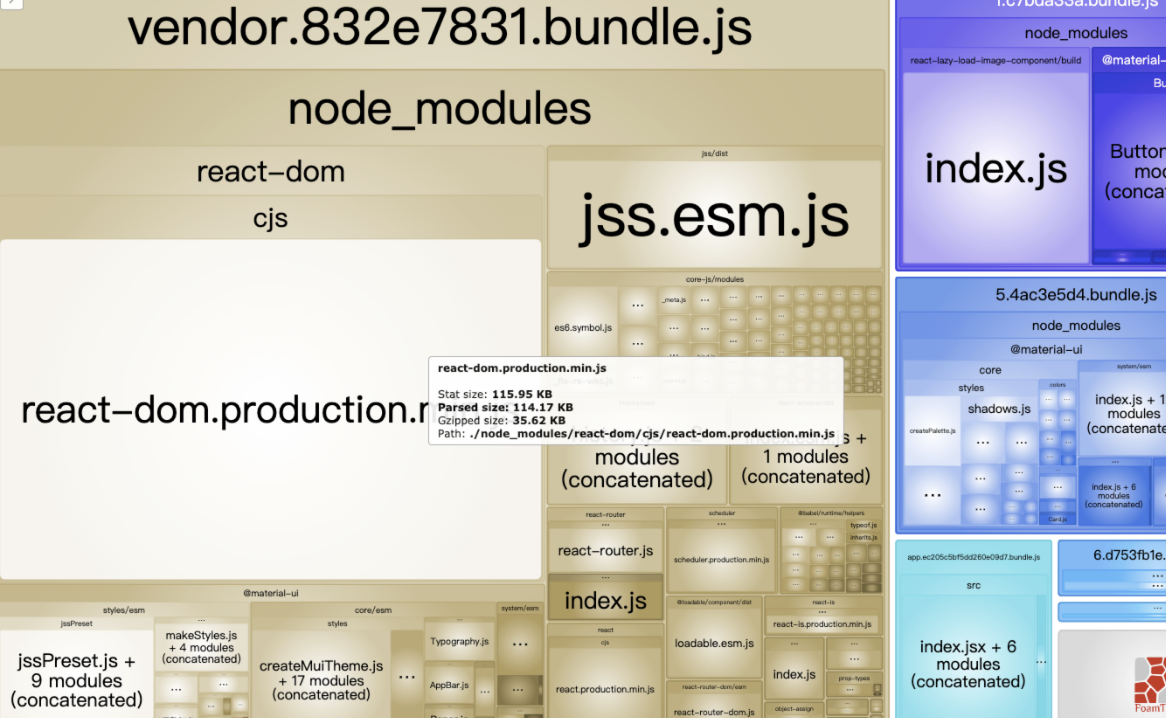 vendor.832e7831.bundle.js
node_modules
react-dom
cjs
react-dom.production.
jss/dist
jss.esm.js
core-js/modules
es6.symbol.js
...
_meta.js
react-dom.production.min.js
Stat size: 115.95 KB
Parsed size: 114.17 KB
Gzipped size: 35.62 KB
Path: ./node_modules/react-dom/cjs/react-dom.production.min.js
modules
(concatenated)
s +
1 modules
(concatenated)
react-router
...
react-router.js
...
index.js
scheduler
...
scheduler.production.min.js
@babel/runtime/helpers
...
typeof.js
inherits.js
@loadable/component/dist
loadable.esm.js
react-is
...
react-is.production.min.js
react
cjs
react.production.min.js
...
index.js
prop-types
object-assign
react-router-dom/esm
react-router-dom.js
@material-ui
styles/esm
jssPreset
jssPreset.js +
9 modules
(concatenated)
...
makeStyles.js
+ 4 modules
(concatenated)
...
core/esm
styles
createMuiTheme.js
+ 17 modules
(concatenated)
...
Typography.js
AppBar.js
...
system/esm
...
1.c7bda33a.bundle.js
node_modules
react-lazy-load-image-component/build
index.js
@material-
Bu
Button
mod
(conca
5.4ac3e5d4.bundle.js
node_modules
@material-ui
core
styles
createPalette.js
shadows.js
...
colors
...
Card.js
system/esm
index.js + 1
modules
(concatenate
...
index.js + 6
modules
(concatenated)
app.ec205c5bf5dd260e09d7.bundle.js
src
index.jsx + 6
modules
(concatenated)
...
6.d753fb1e.
...
FoamT